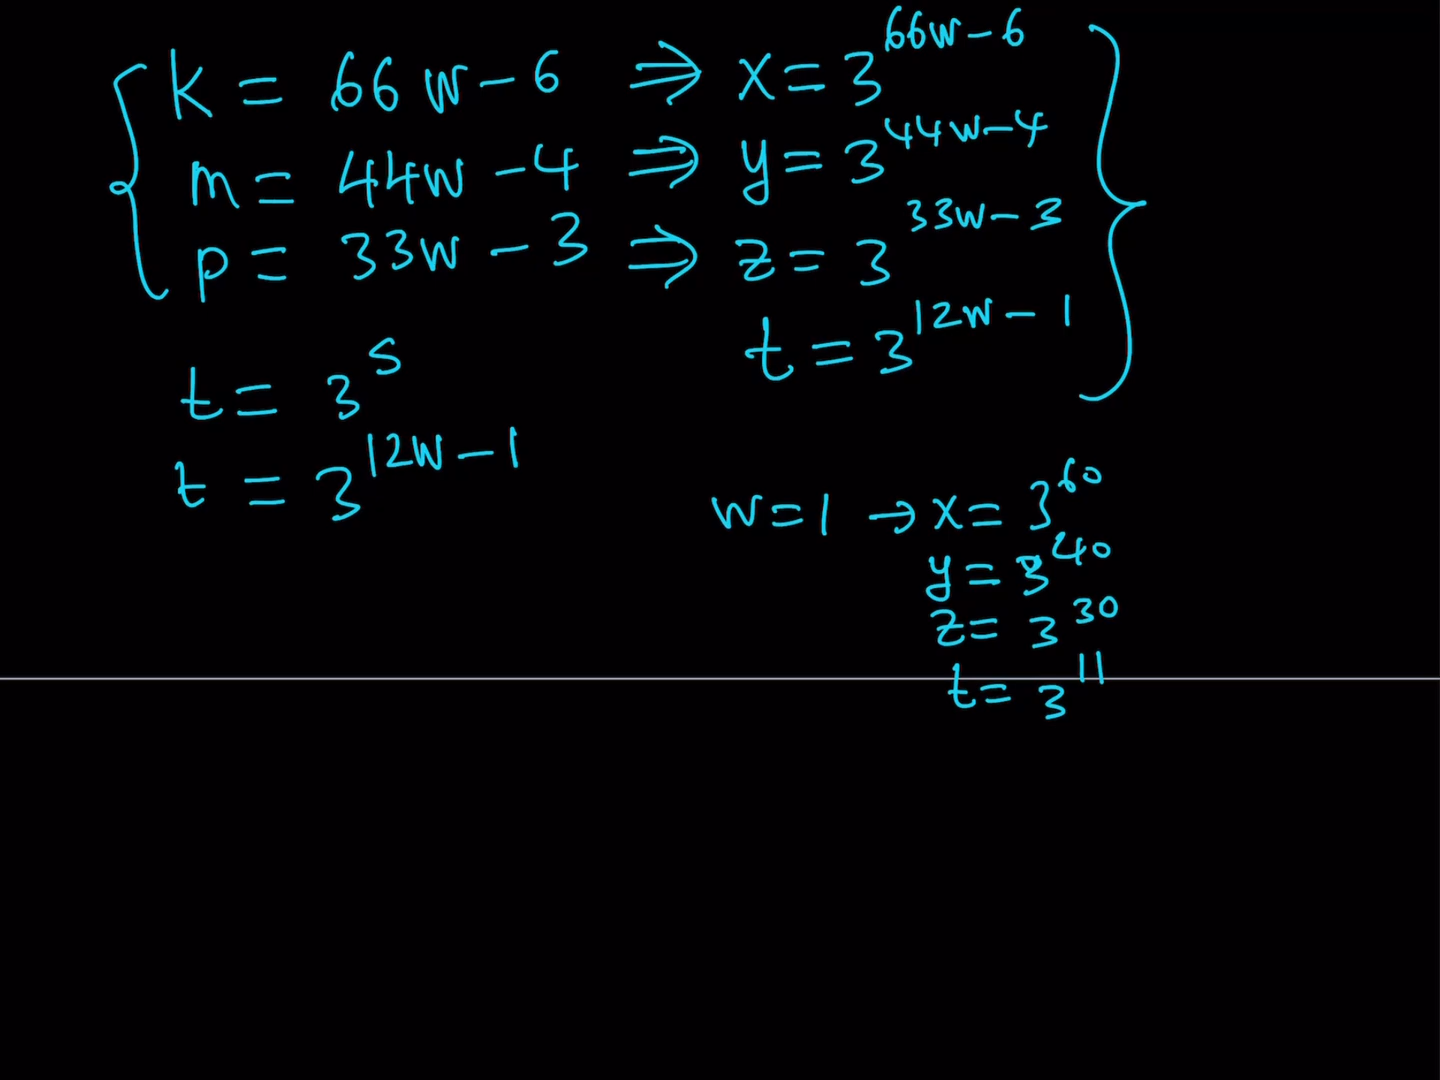 k = 66w - 6 ⇒ x = 3^{66w-6}
m = 44w - 4 ⇒ y = 3^{44w-4}
p = 33w - 3 ⇒ z = 3^{33w-3}
t = 3^{12w-1}
t = 3^{s}
t = 3^{12w-1}
w = 1 → x = 3^{60}
y = 3^{40}
z = 3^{30}
t = 3^{11}